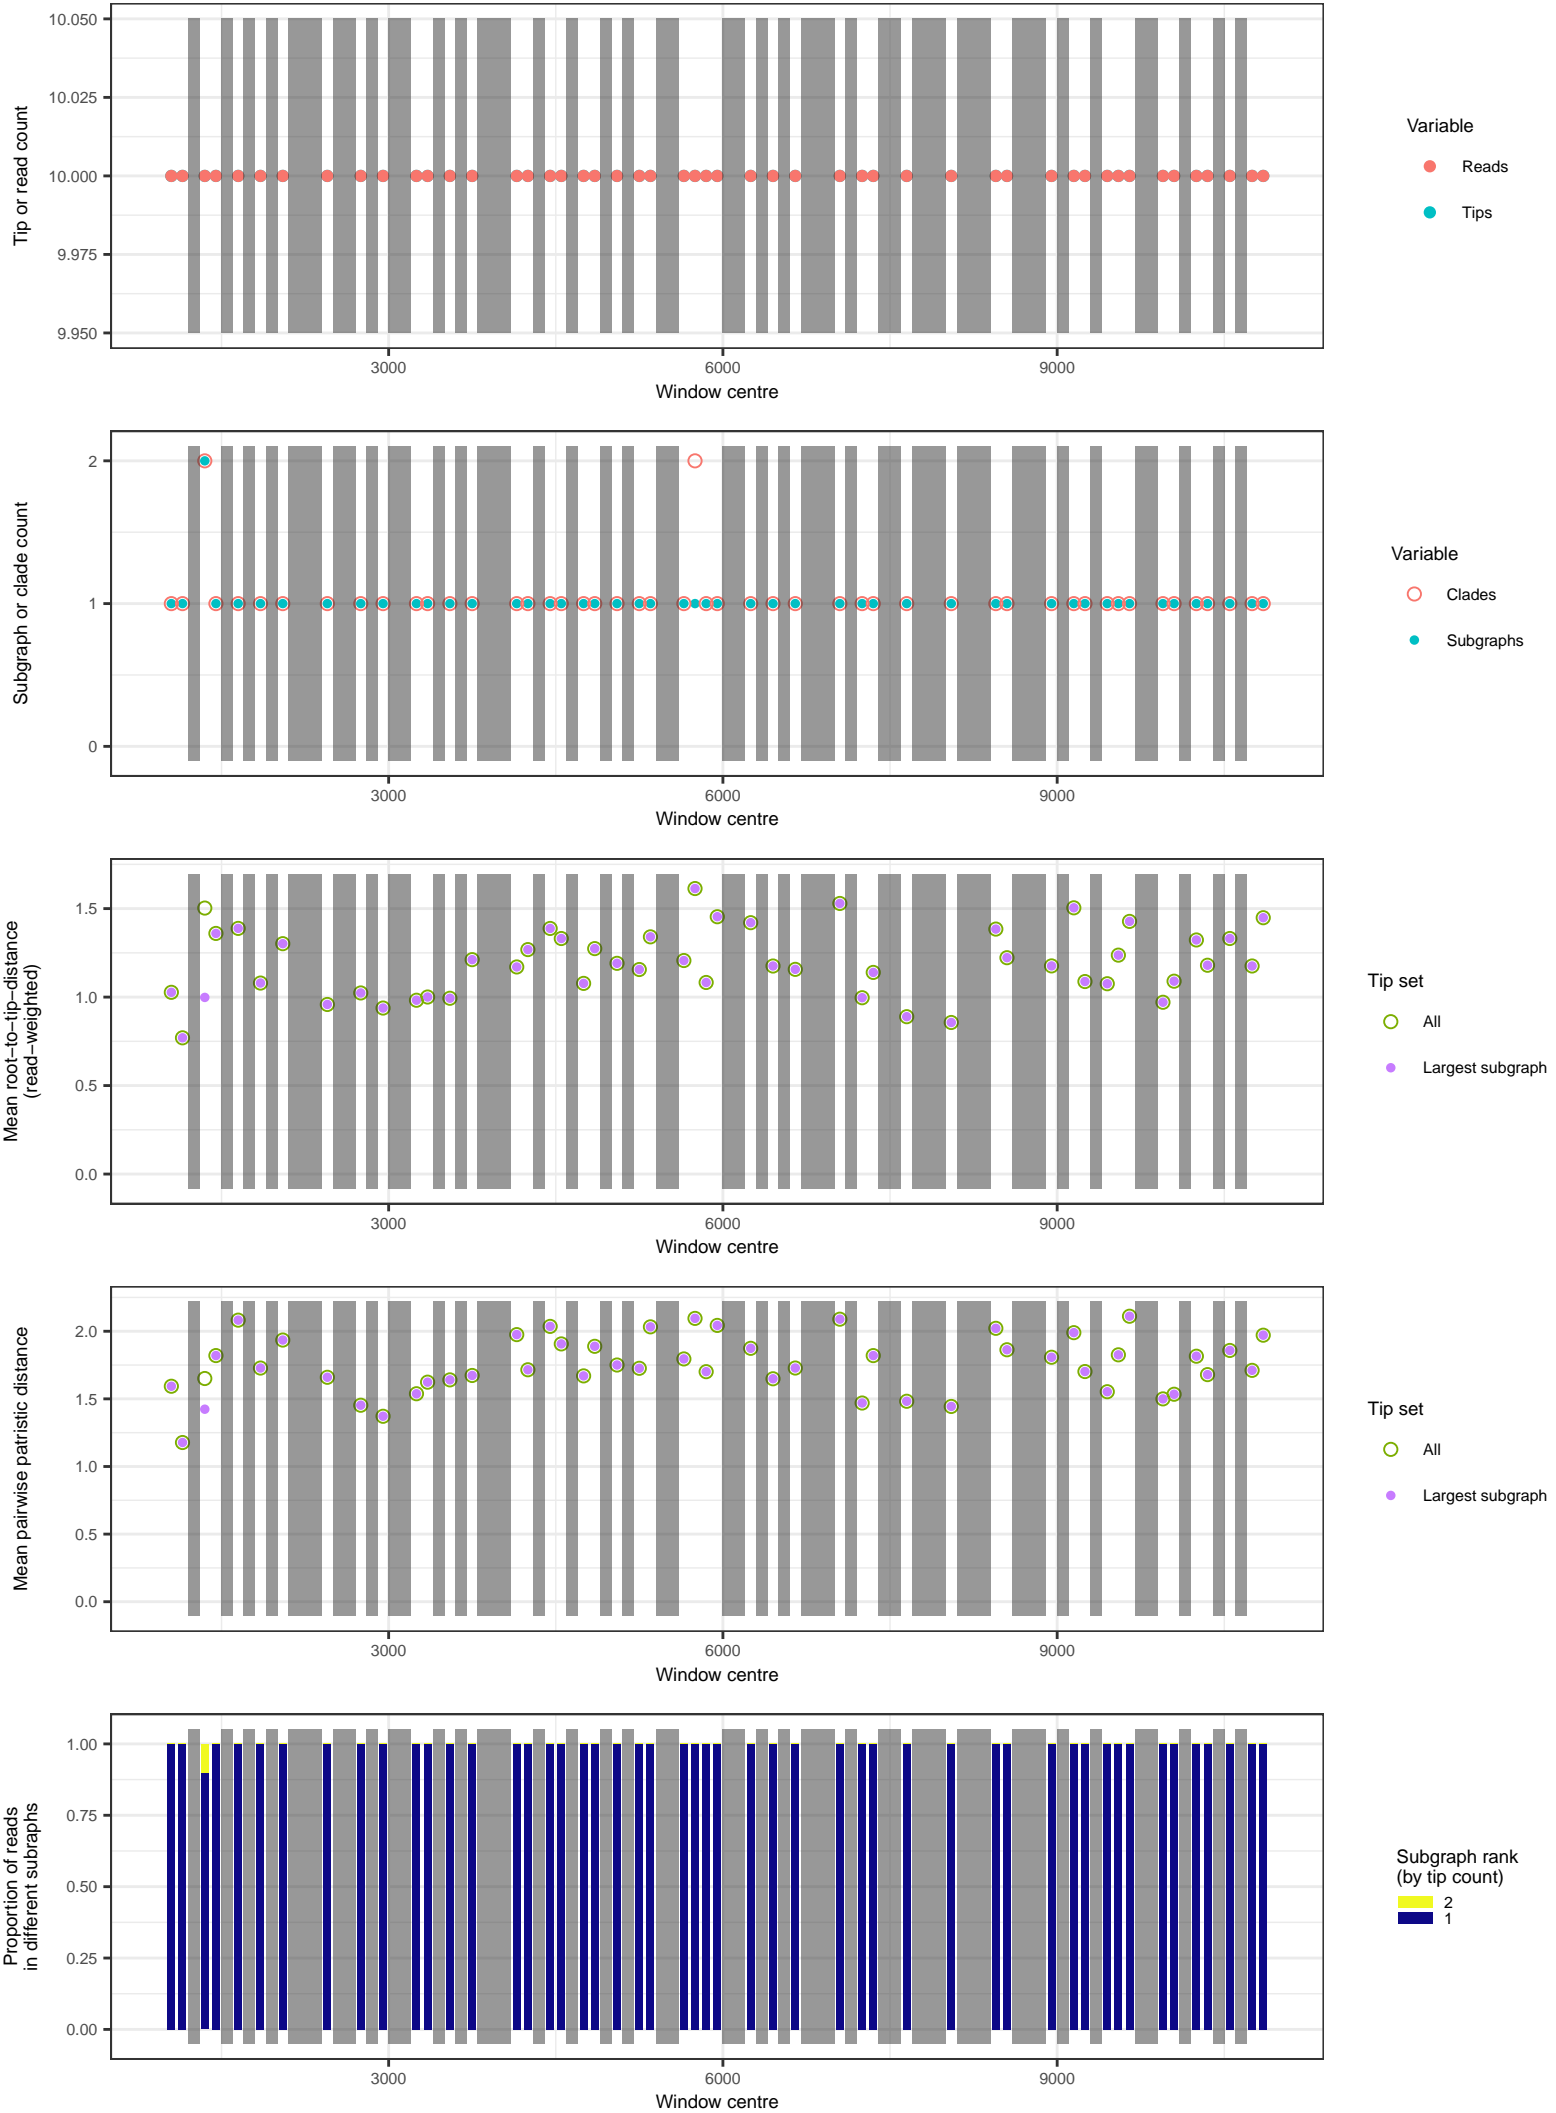 10.050
10.025
10.000
9.975
9.950
Tip or read count
3000
6000
9000
Window centre
Variable
Reads
Tips
2
1
0
Subgraph or clade count
3000
6000
9000
Window centre
Variable
Clades
Subgraphs
1.5
1.0
0.5
0.0
Mean root−to−tip−distance
(read−weighted)
3000
6000
9000
Window centre
Tip set
All
Largest subgraph
2.0
1.5
1.0
0.5
0.0
Mean pairwise patristic distance
3000
6000
9000
Window centre
Tip set
All
Largest subgraph
1.00
0.75
0.50
0.25
0.00
Proportion of reads
in different subraphs
3000
6000
9000
Window centre
Subgraph rank
(by tip count)
2
1